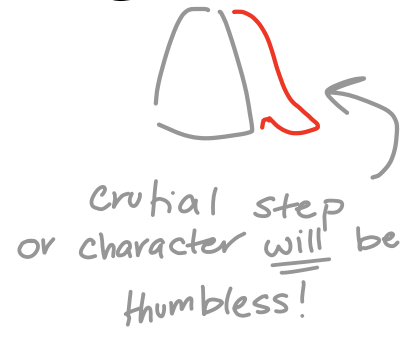 crutial step
or character will be
thumbless!